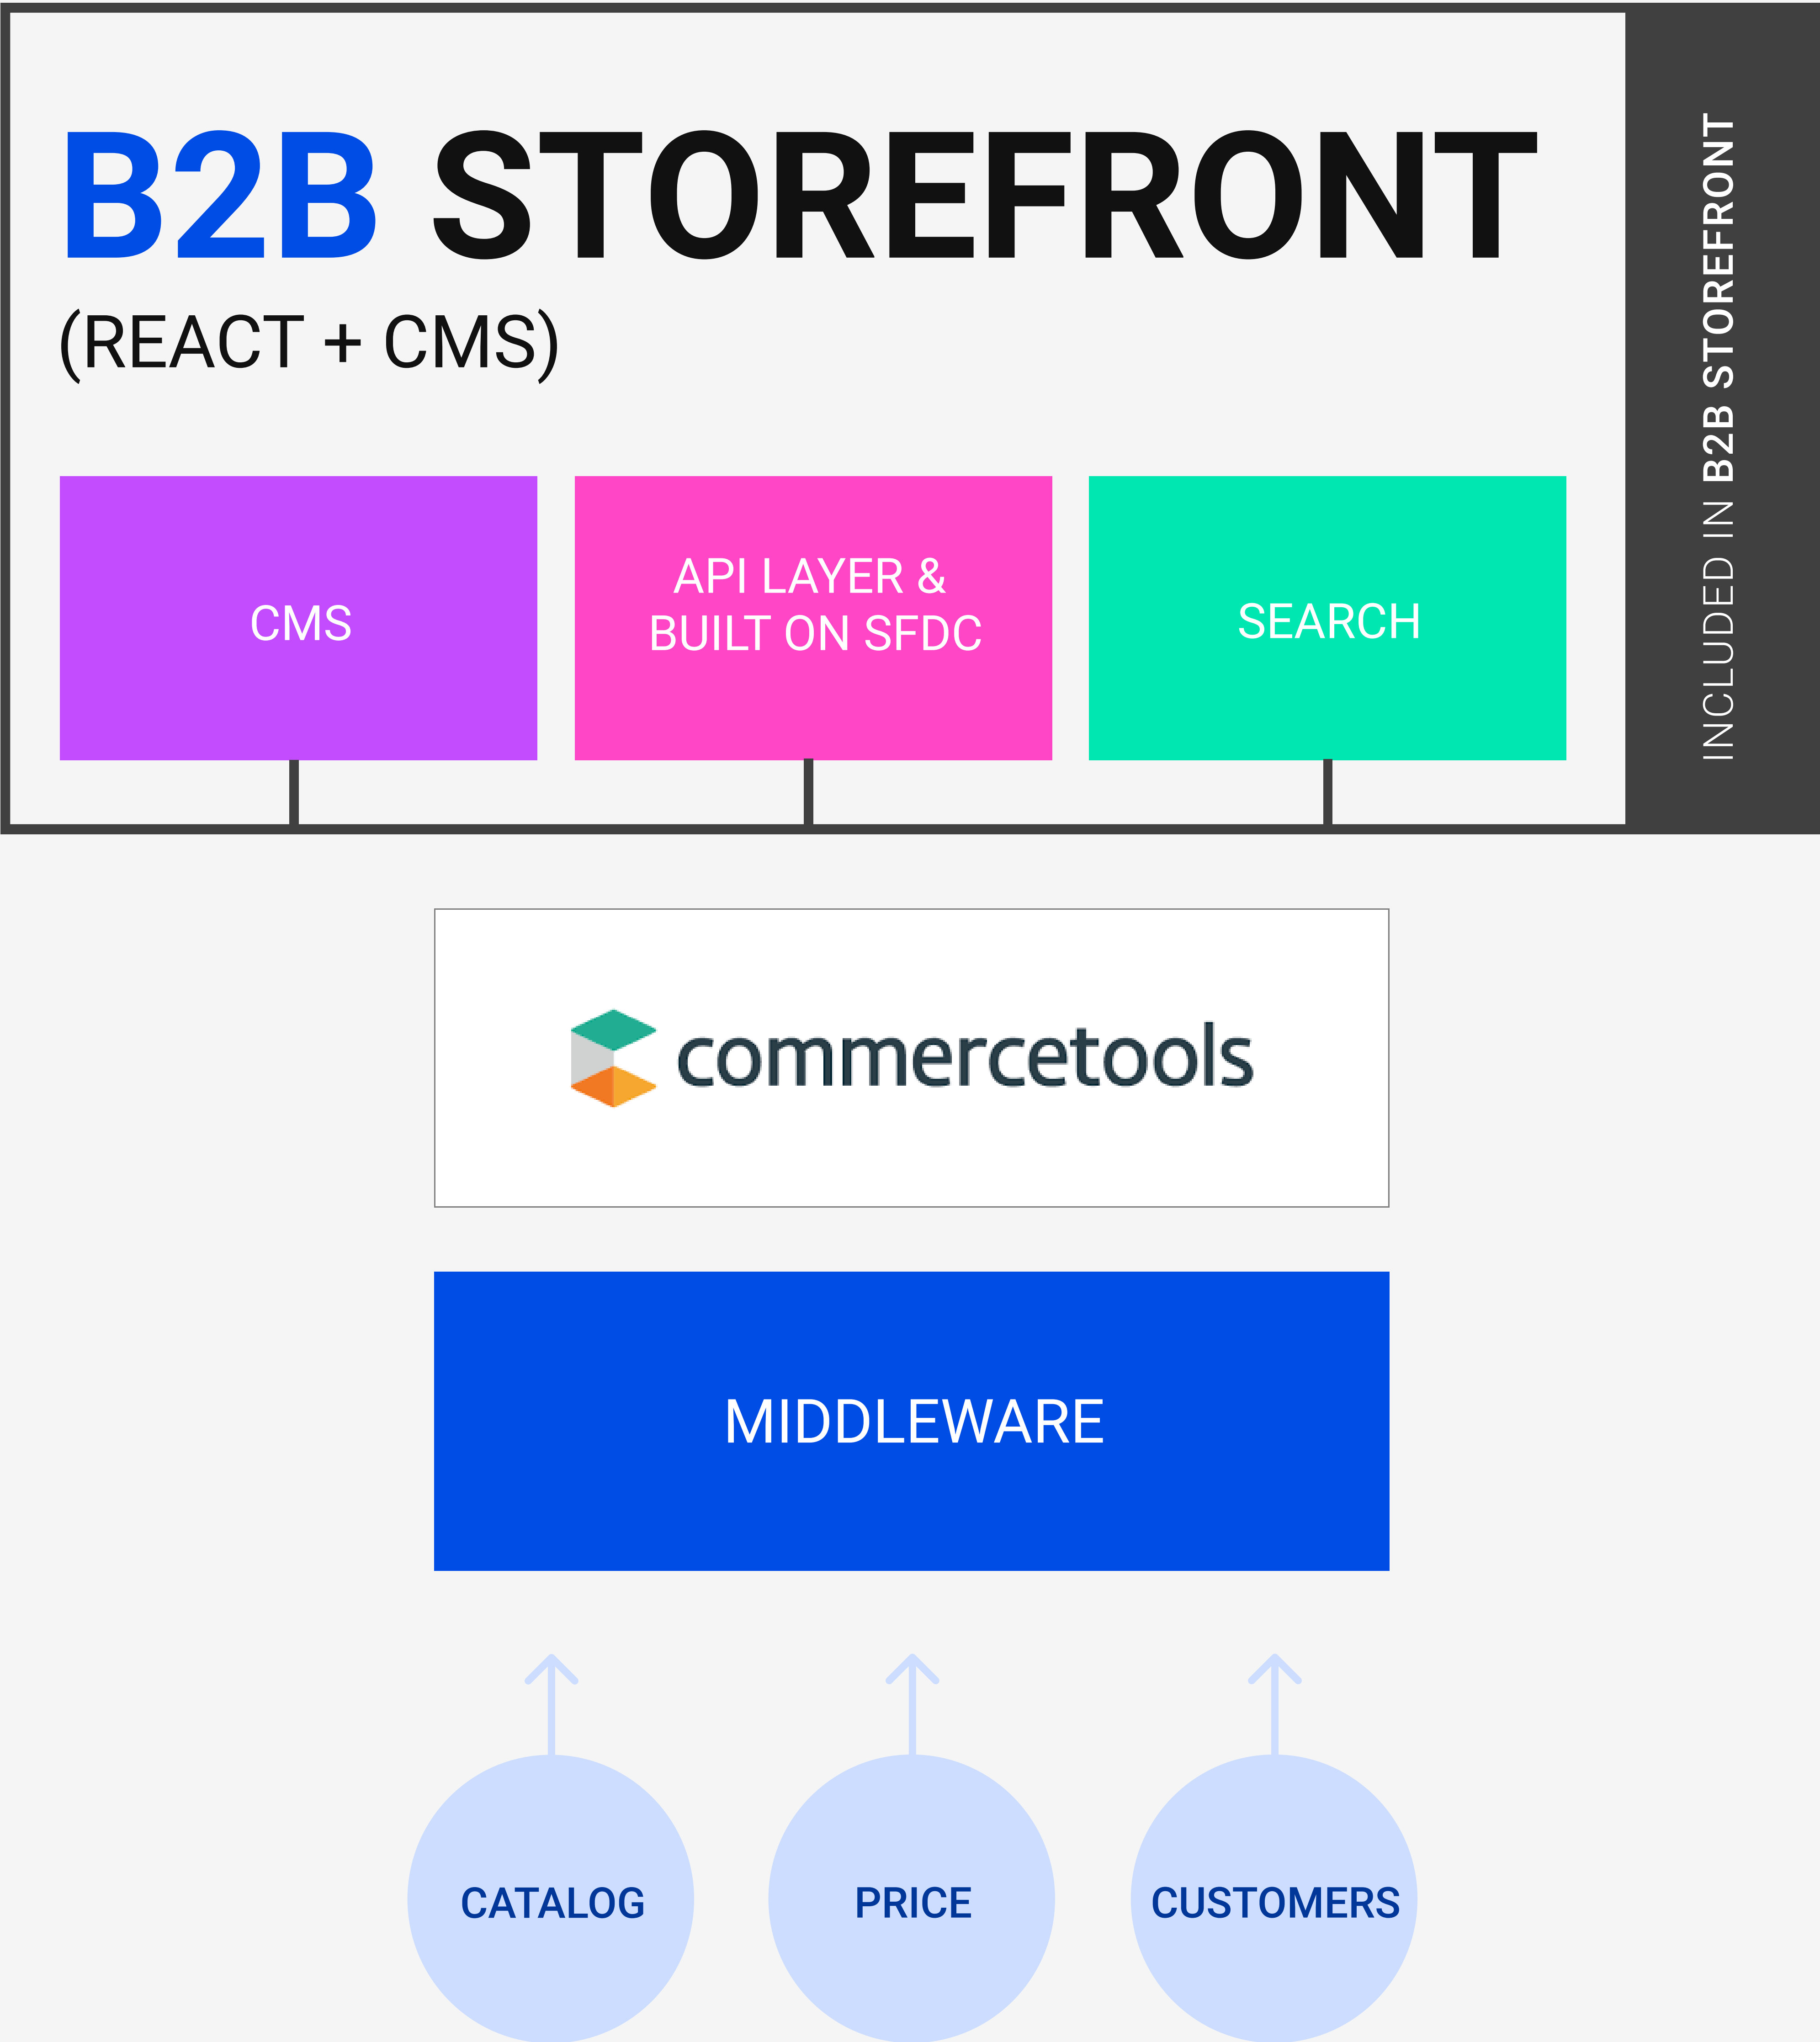 B2B STOREFRONT
(REACT + CMS)
CMS
API LAYER &
BUILT ON SFDC
SEARCH
INCLUDED IN B2B STOREFRONT
commercetools
MIDDLEWARE
CATALOG
PRICE
CUSTOMERS